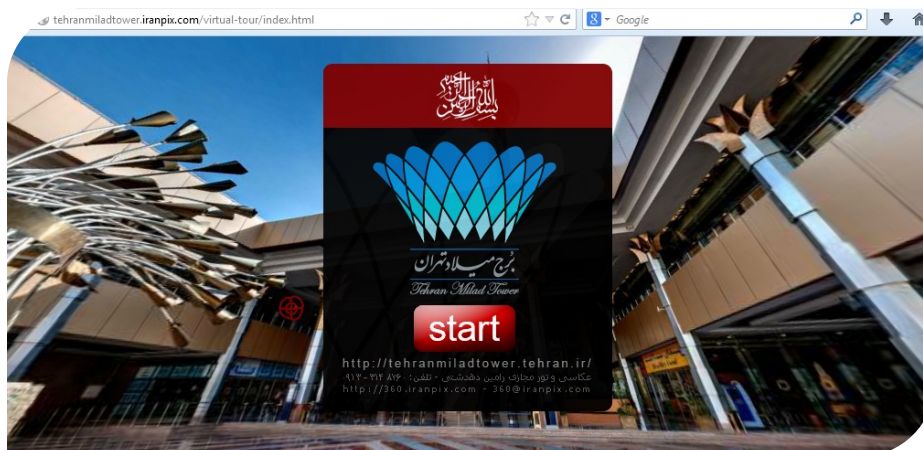 tehranmiladtower.iranpix.com/virtual-tour/index.html
Google
بسم الله الرحمن الرحیم
برج میلاد تهران
Tehran Milad Tower
start
http://tehranmiladtower.tehran.ir/
عکاسی و تور مجازی رامین دهدشتی - تلفن:
http://360.iranpix.com - 360@iranpix.com